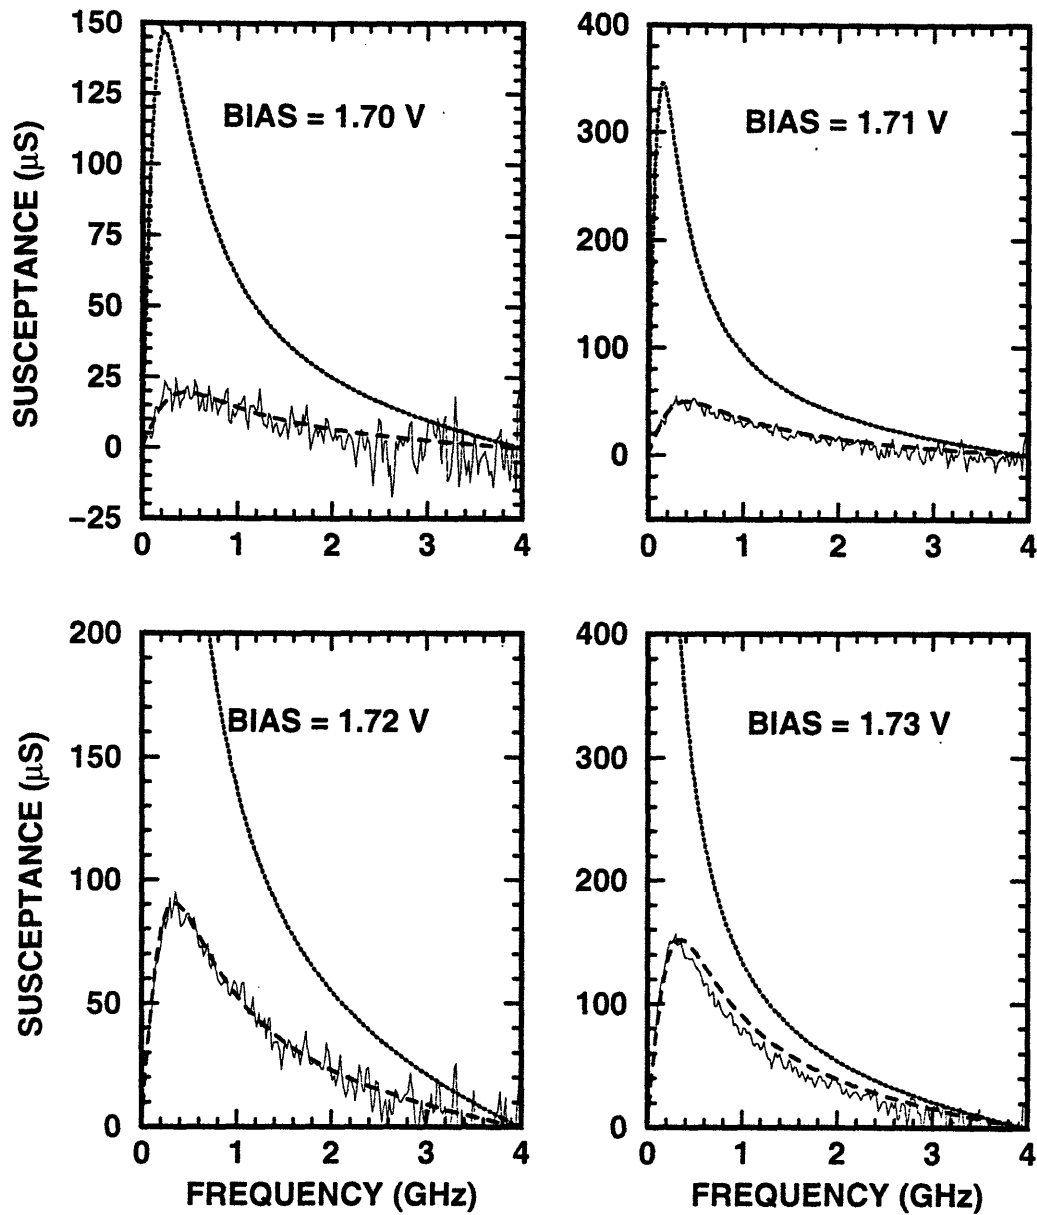 SUSCEPTANCE (μS)
150
125
100
75
50
25
0
−25
BIAS = 1.70 V
0 1 2 3 4
400
300
200
100
0
BIAS = 1.71 V
0 1 2 3 4
SUSCEPTANCE (μS)
200
150
100
50
0
BIAS = 1.72 V
0 1 2 3 4
FREQUENCY (GHz)
400
300
200
100
0
BIAS = 1.73 V
0 1 2 3 4
FREQUENCY (GHz)